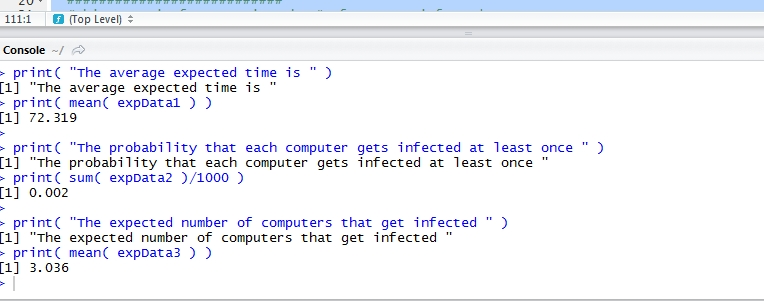 20
###########################
111:1 (Top Level)
Console ~/
> print( "The average expected time is " )
[1] "The average expected time is "
> print( mean( expData1 ) )
[1] 72.319
>
> print( "The probability that each computer gets infected at least once " )
[1] "The probability that each computer gets infected at least once "
> print( sum( expData2 )/1000 )
[1] 0.002
>
> print( "The expected number of computers that get infected " )
[1] "The expected number of computers that get infected "
> print( mean( expData3 ) )
[1] 3.036
>